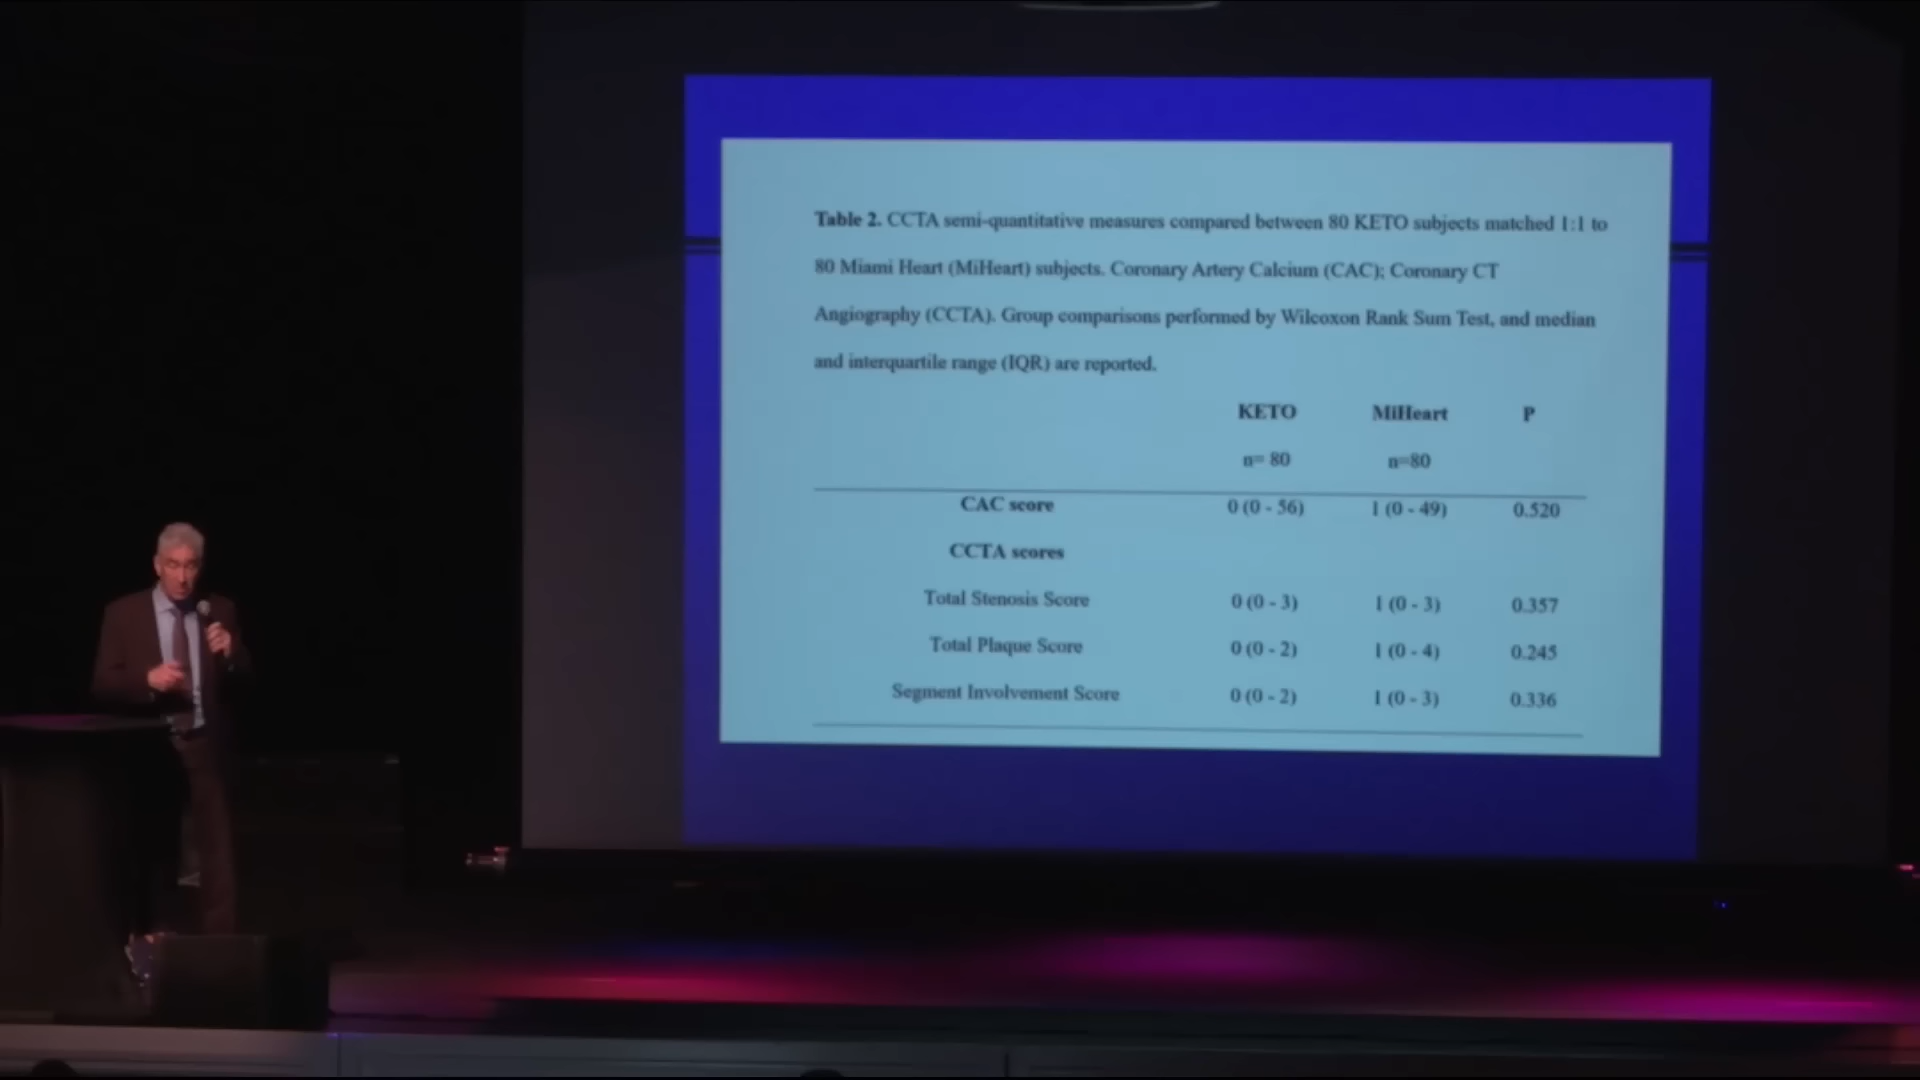 Table 2. CCTA semi-quantitative measures compared between 80 KETO subjects matched 1:1 to
80 Miami Heart (MiHeart) subjects. Coronary Artery Calcium (CAC); Coronary CT
Angiography (CCTA). Group comparisons performed by Wilcoxon Rank Sum Test, and median
and interquartile range (IQR) are reported.
KETO MiHeart P
n= 80 n=80
CAC score 0 (0 - 56) 1 (0 - 49) 0.520
CCTA scores
Total Stenosis Score 0 (0 - 3) 1 (0 - 3) 0.357
Total Plaque Score 0 (0 - 2) 1 (0 - 4) 0.245
Segment Involvement Score 0 (0 - 2) 1 (0 - 3) 0.336